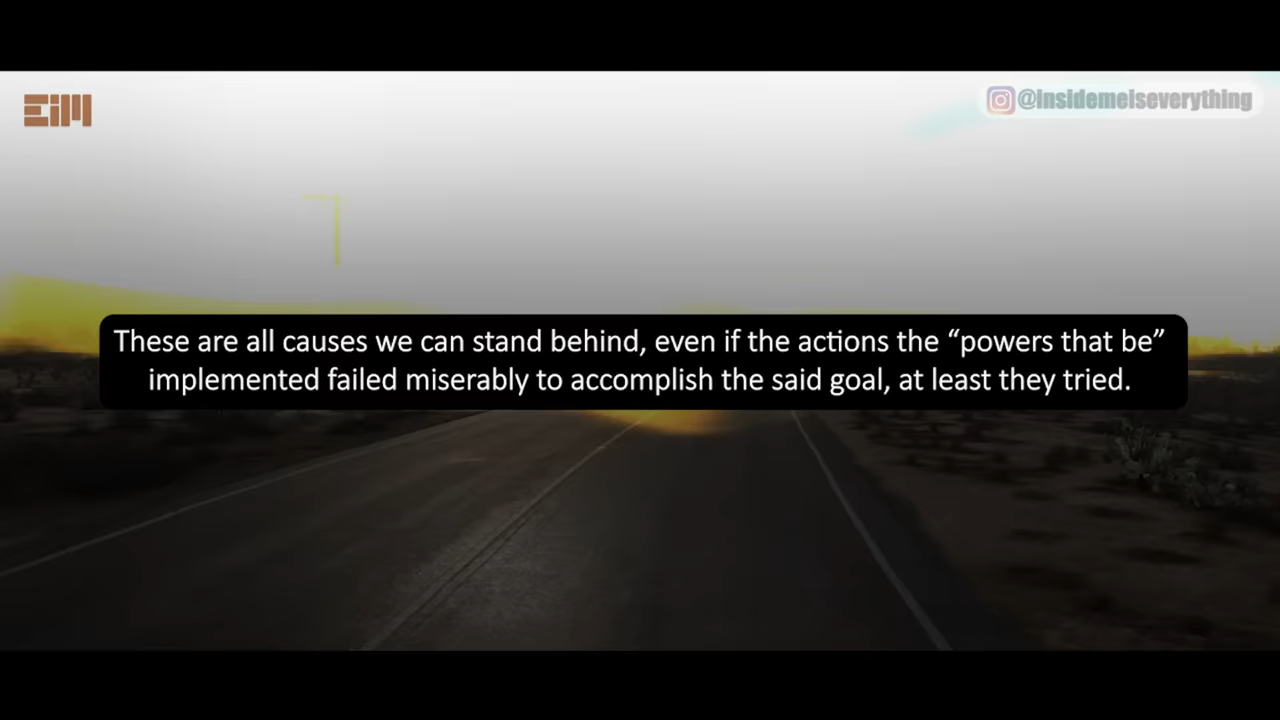 EIM
@insidemeiseverything
These are all causes we can stand behind, even if the actions the “powers that be”
implemented failed miserably to accomplish the said goal, at least they tried.